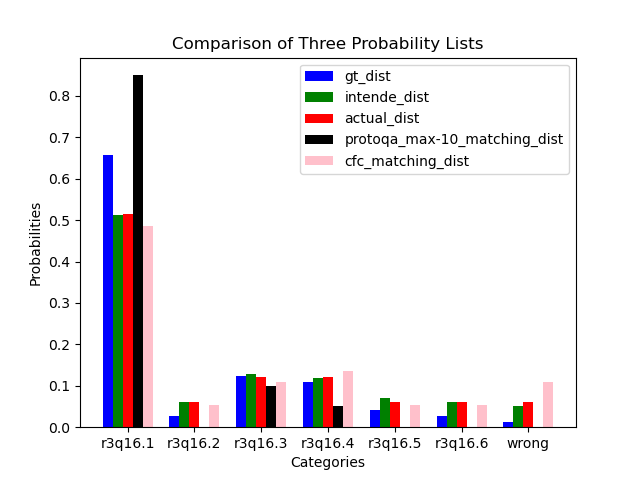 Comparison of Three Probability Lists
gt_dist
intende_dist
actual_dist
protoqa_max-10_matching_dist
cfc_matching_dist
Probabilities
0.8
0.7
0.6
0.5
0.4
0.3
0.2
0.1
0.0
r3q16.1 r3q16.2 r3q16.3 r3q16.4 r3q16.5 r3q16.6 wrong
Categories